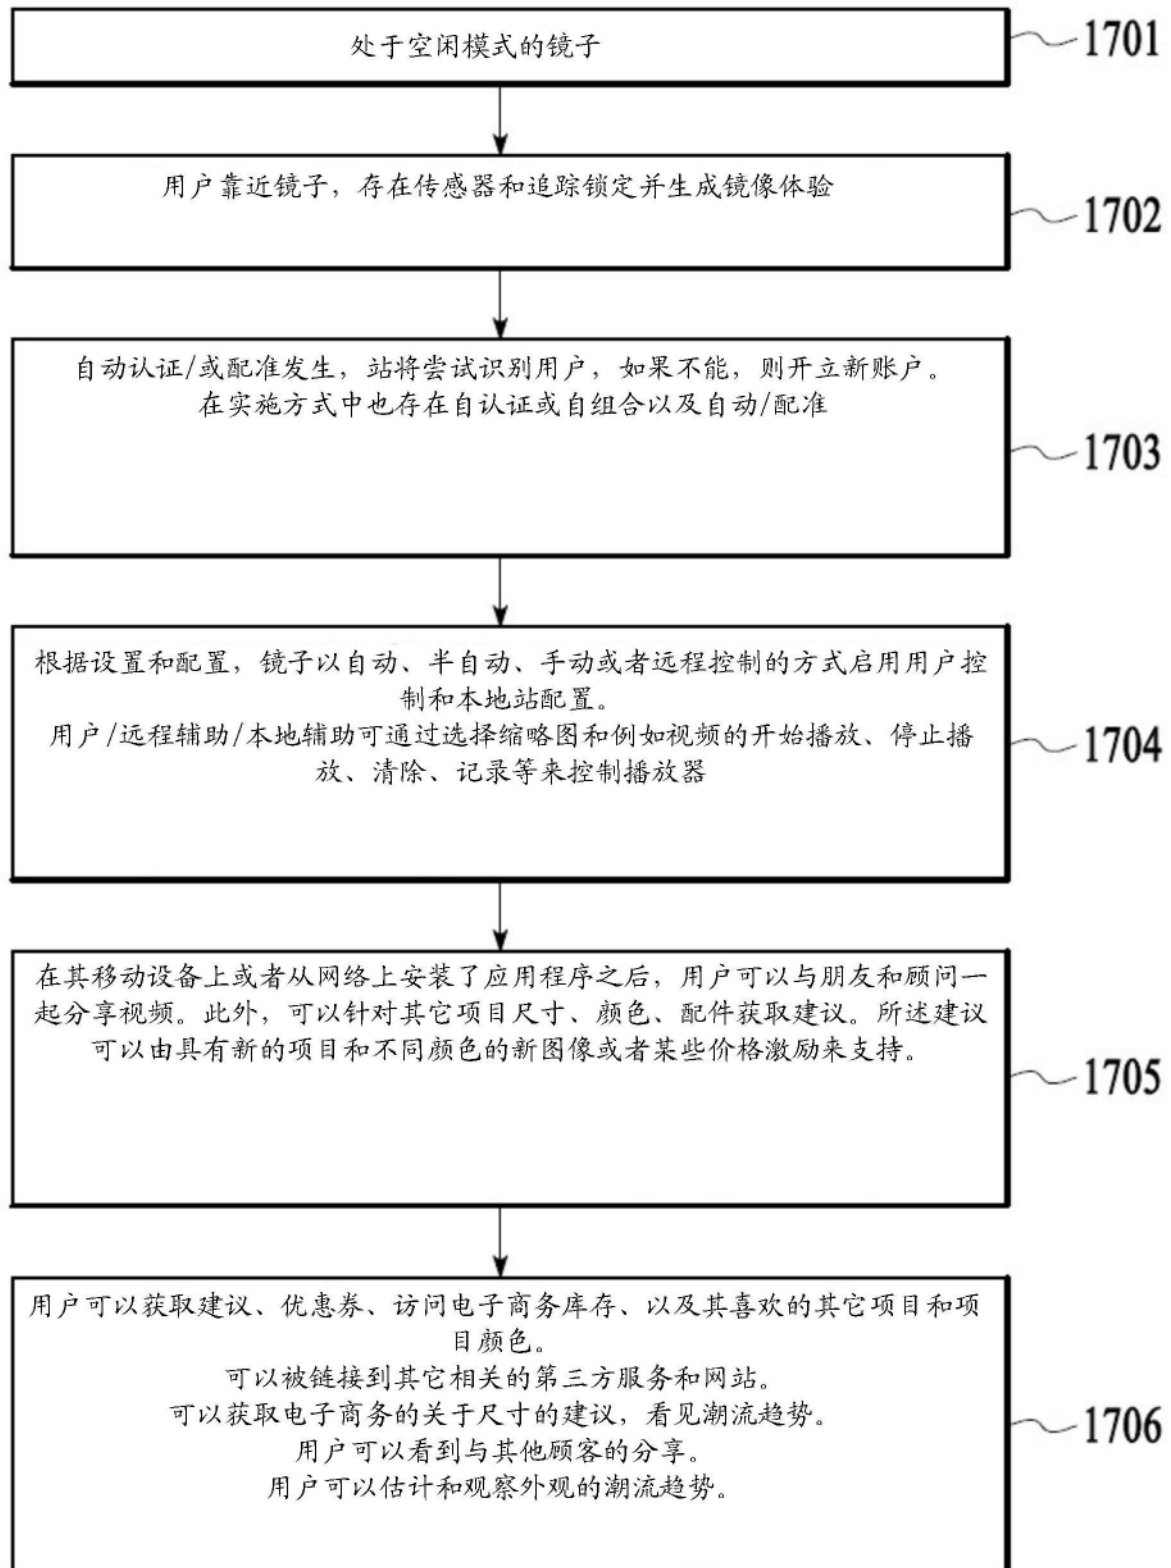 处于空闲模式的镜子
1701
用户靠近镜子，存在传感器和追踪锁定并生成镜像体验
1702
自动认证/或配准发生，站将尝试识别用户，如果不能，则开立新账户。
在实施方式中也存在自认证或自组合以及自动/配准
1703
根据设置和配置，镜子以自动、半自动、手动或者远程控制的方式启用用户控
制和本地站配置。
用户/远程辅助/本地辅助可通过选择缩略图和例如视频的开始播放、停止播
放、清除、记录等来控制播放器
1704
在其移动设备上或者从网络上安装了应用程序之后，用户可以与朋友和顾问一
起分享视频。此外，可以针对其它项目尺寸、颜色、配件获取建议。所述建议
可以由具有新的项目和不同颜色的新图像或者某些价格激励来支持。
1705
用户可以获取建议、优惠券、访问电子商务库存、以及其喜欢的其它项目和项
目颜色。
可以被链接到其它相关的第三方服务和网站。
可以获取电子商务的关于尺寸的建议，看见潮流趋势。
用户可以看到与其他顾客的分享。
用户可以估计和观察外观的潮流趋势。
1706